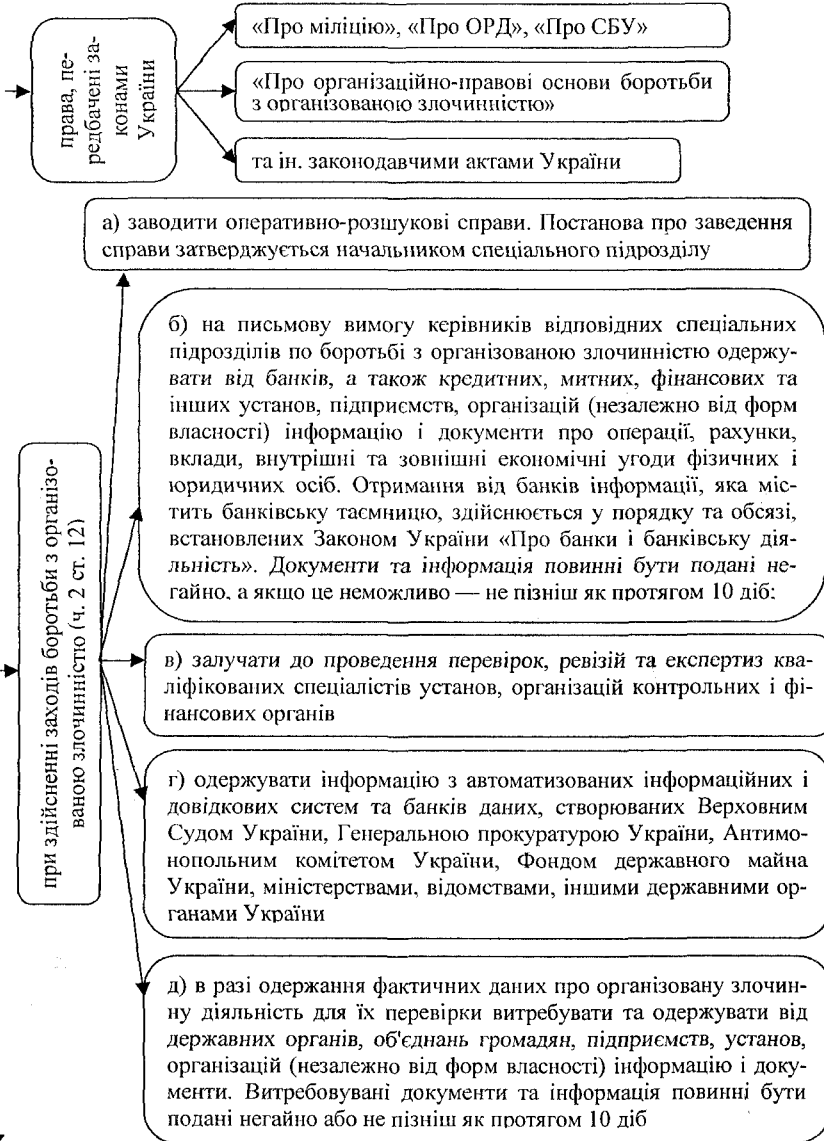 права, пе-
редбачені за-
конами
України
«Про міліцію», «Про ОРД», «Про СБУ»
«Про організаційно-правові основи боротьби
з організованою злочинністю»
та ін. законодавчими актами України
при здійсненні заходів боротьби з організо-
ваною злочинністю (ч. 2 ст. 12)
а) заводити оперативно-розшукові справи. Постанова про заведення
справи затверджується начальником спеціального підрозділу
б) на письмову вимогу керівників відповідних спеціальних
підрозділів по боротьбі з організованою злочинністю одержу-
вати від банків, а також кредитних, митних, фінансових та
інших установ, підприємств, організацій (незалежно від форм
власності) інформацію і документи про операції, рахунки,
вклади, внутрішні та зовнішні економічні угоди фізичних і
юридичних осіб. Отримання від банків інформації, яка міс-
тить банківську таємницю, здійснюється у порядку та обсязі,
встановлених Законом України «Про банки і банківську дія-
льність». Документи та інформація повинні бути подані не-
гайно, а якщо це неможливо — не пізніш як протягом 10 діб;
в) залучати до проведення перевірок, ревізій та експертиз ква-
ліфікованих спеціалістів установ, організацій контрольних і фі-
нансових органів
г) одержувати інформацію з автоматизованих інформаційних і
довідкових систем та банків даних, створюваних Верховним
Судом України, Генеральною прокуратурою України, Антимо-
нопольним комітетом України, Фондом державного майна
України, міністерствами, відомствами, іншими державними ор-
ганами України
д) в разі одержання фактичних даних про організовану злочин-
ну діяльність для їх перевірки витребувати та одержувати від
державних органів, об'єднань громадян, підприємств, установ,
організацій (незалежно від форм власності) інформацію і доку-
менти. Витребовувані документи та інформація повинні бути
подані негайно або не пізніш як протягом 10 діб